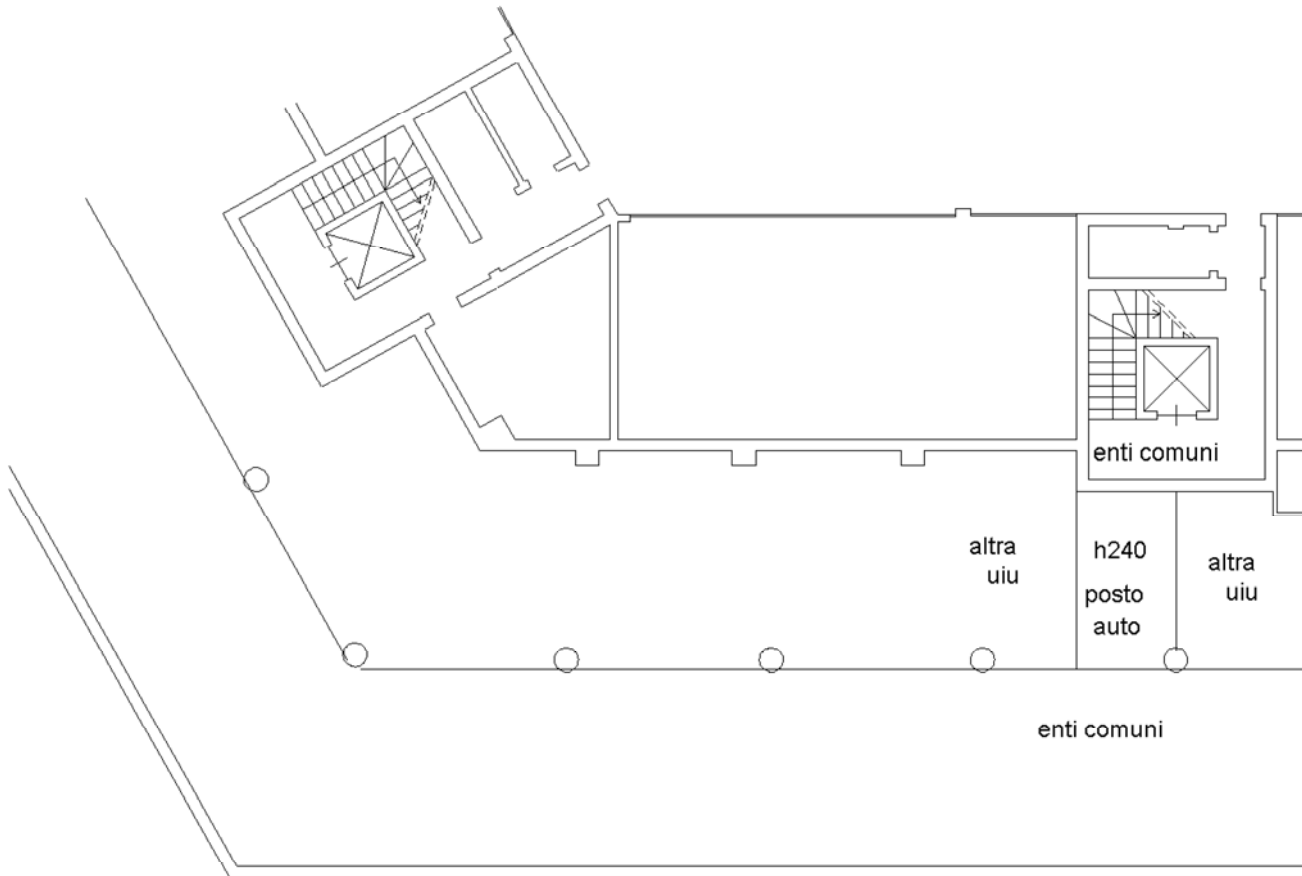 enti comuni
altra
uiu
h240
posto
auto
altra
uiu
enti comuni